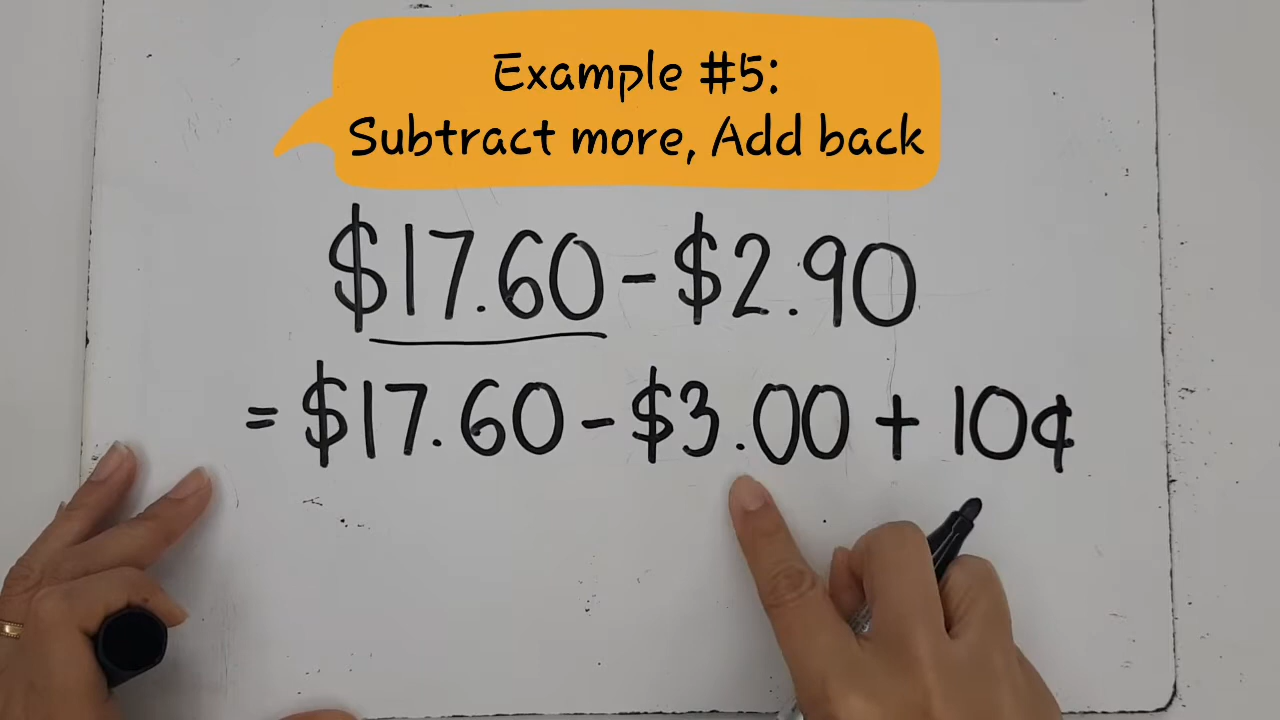 Example #5:
Subtract more, Add back
$17.60 - $2.90
= $17.60 - $3.00 + 10¢